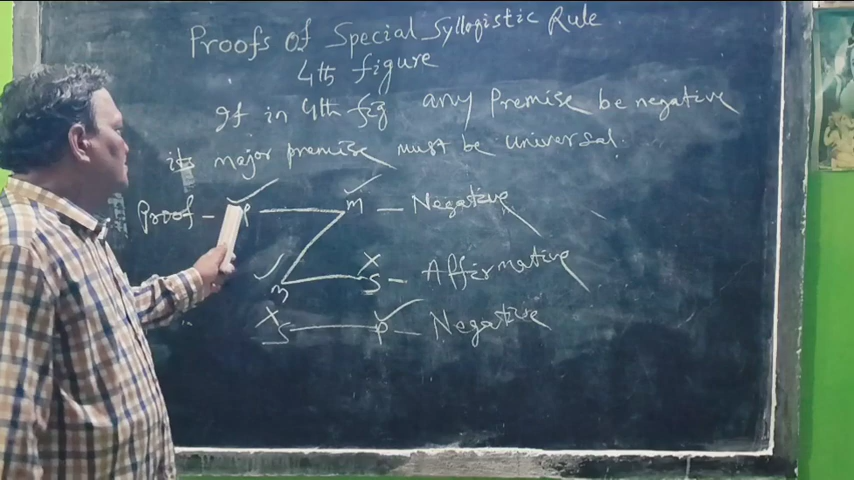 Proofs of Special Syllogistic Rule
4th figure
If in 4th fig any Premise be negative
its major premise must be universal.
Proof - P M - Negative
M S - Affirmative
S P - Negative